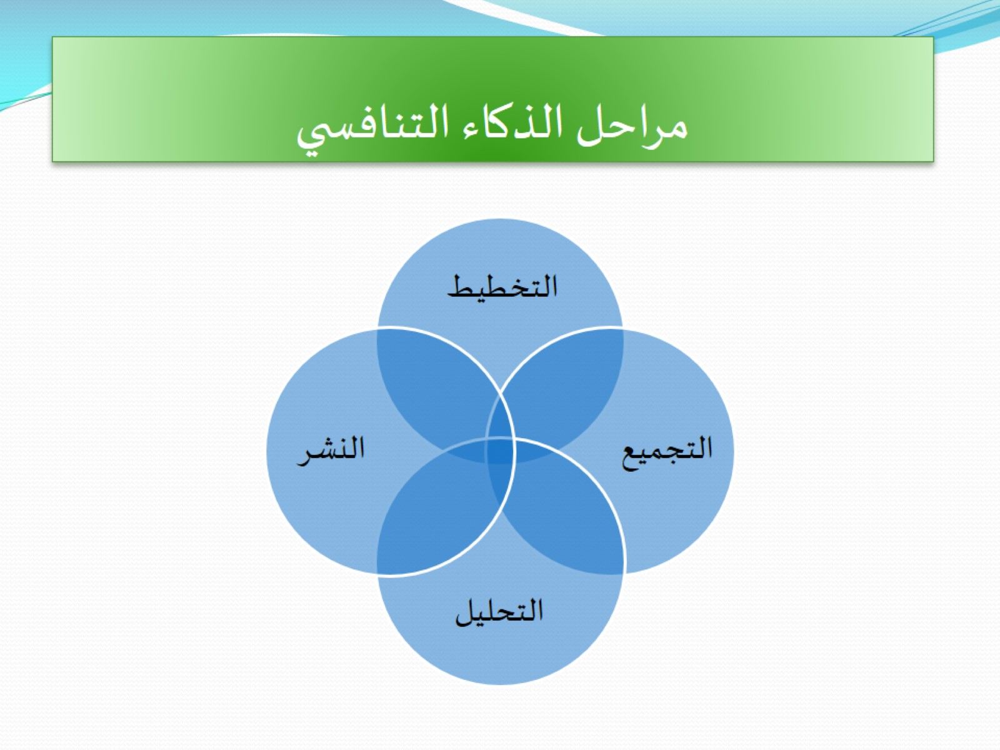 مراحل الذكاء التنافسي
التخطيط
التجميع
التحليل
النشر